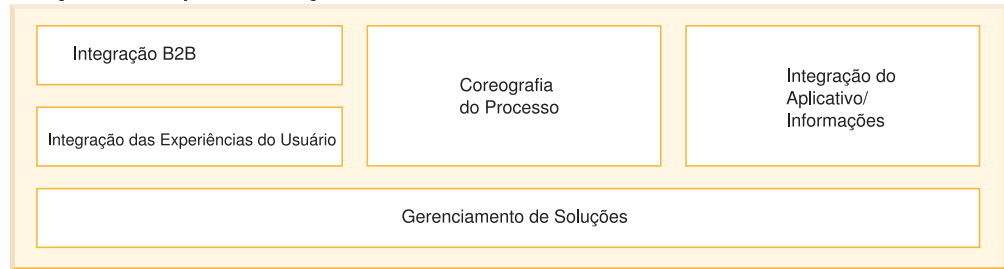 Integração B2B
Integração das Experiências do Usuário
Coreografia
do Processo
Integração do
Aplicativo/
Informações
Gerenciamento de Soluções